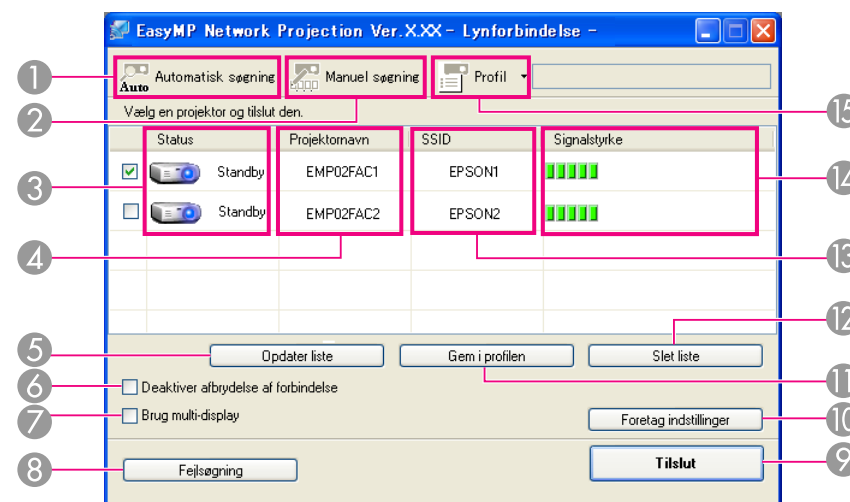 EasyMP Network Projection Ver.X.XX – Lynforbindelse –
1 Auto Automatisk søgning Manuel søgning Profil
2 15
Vælg en projektor og tilslut den.
Status Projektornavn SSID Signalstyrke
3 Standby EMP02FAC1 EPSON1 14
Standby EMP02FAC2 EPSON2
4 13
12
5 Opdater liste Gem i profilen Slet liste
6 Deaktiver afbrydelse af forbindelse 11
7 Brug multi-display Foretag indstillinger 10
8 Fejlsøgning Tilslut 9